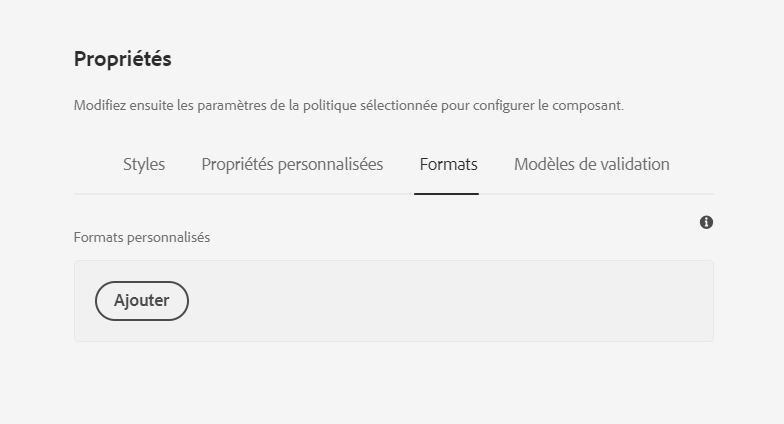 Propriétés
Modifiez ensuite les paramètres de la politique sélectionnée pour configurer le composant.
Styles Propriétés personnalisées Formats Modèles de validation
Formats personnalisés
Ajouter